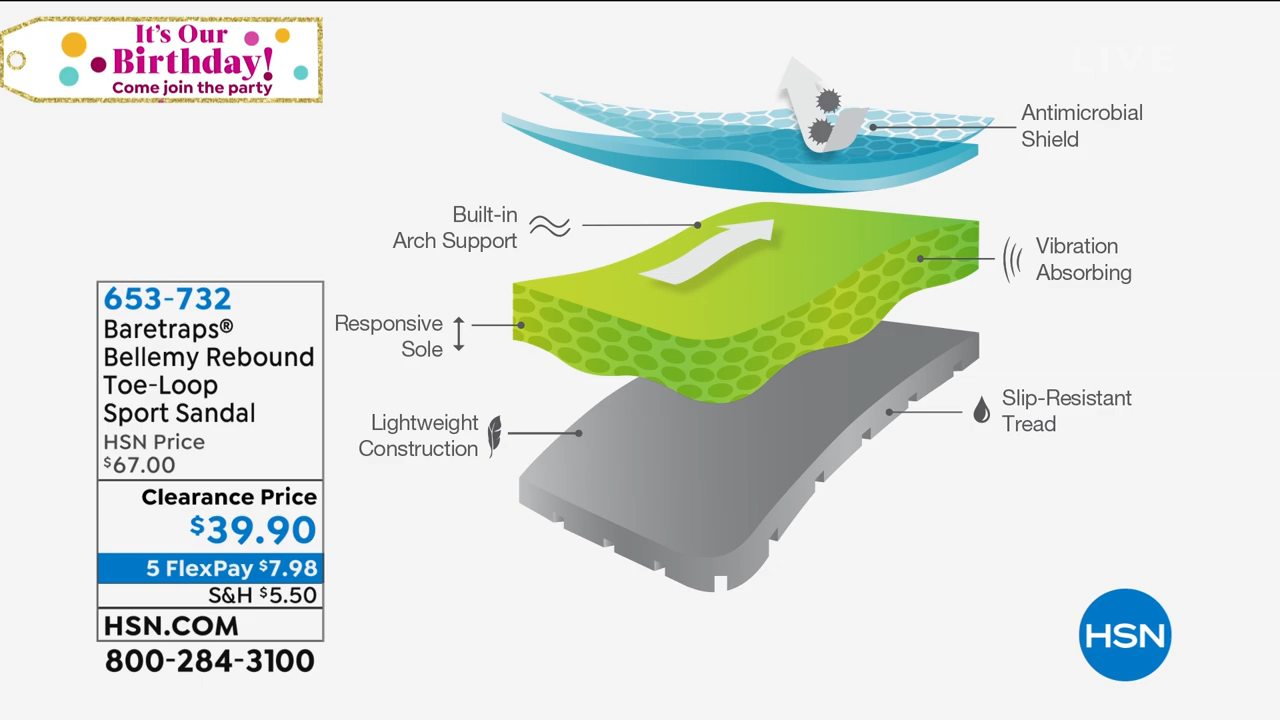 It's Our
Birthday!
Come join the party
LIVE
Antimicrobial
Shield
Built-in
Arch Support
Vibration
Absorbing
Responsive
Sole
Lightweight
Construction
Slip-Resistant
Tread
653-732
Baretraps®
Bellemy Rebound
Toe-Loop
Sport Sandal
HSN Price
$67.00
Clearance Price
$39.90
5 FlexPay $7.98
S&H $5.50
HSN.COM
800-284-3100
HSN